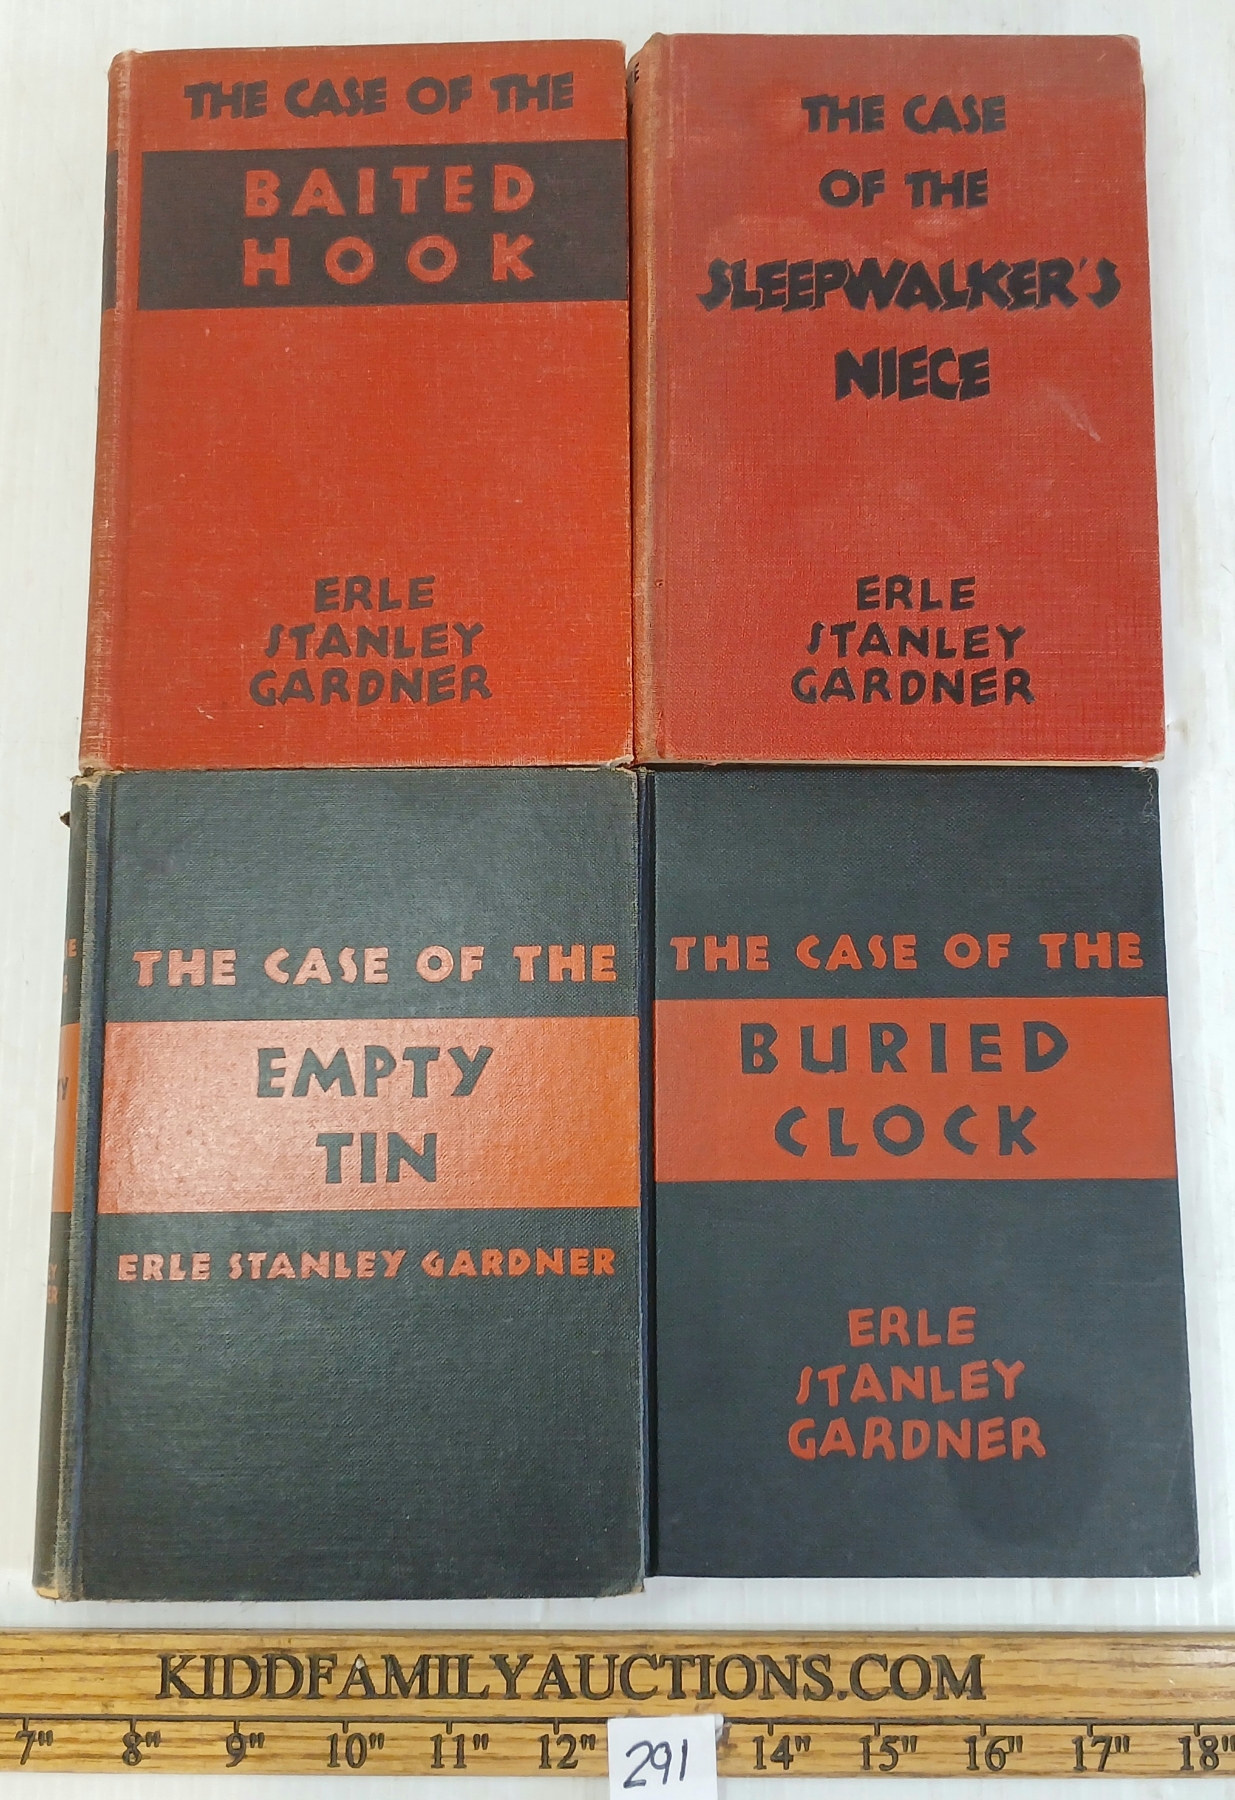 THE CASE OF THE
BAITED
HOOK
ERLE
STANLEY
GARDNER
THE CASE
OF THE
SLEEPWALKER'S
NIECE
ERLE
STANLEY
GARDNER
THE CASE OF THE
EMPTY
TIN
ERLE STANLEY GARDNER
THE CASE OF THE
BURIED
CLOCK
ERLE
STANLEY
GARDNER
KIDDFAMILYAUCTIONS.COM
7" 8" 9" 10" 11" 12" 14" 15" 16" 17" 18"
291